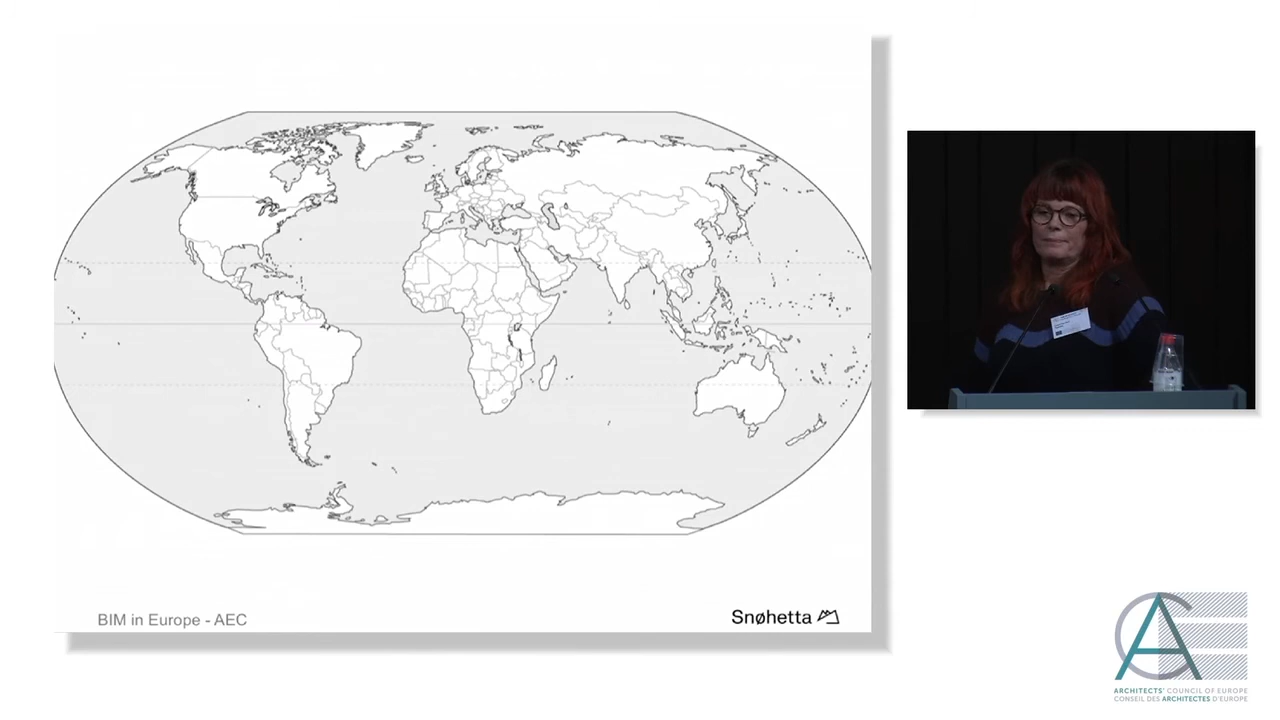 BIM in Europe - AEC
Snøhetta
ARCHITECTS' COUNCIL OF EUROPE
CONSEIL DES ARCHITECTES D'EUROPE